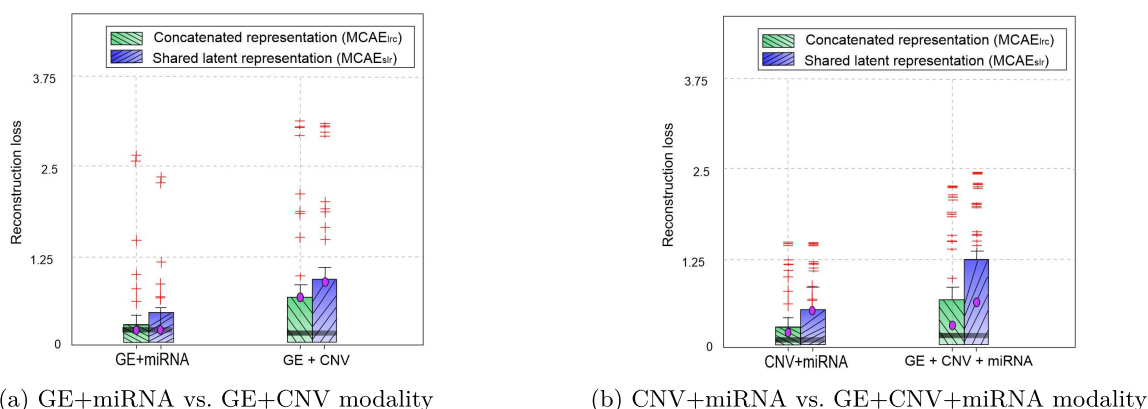 Concatenated representation (MCAElrc)
Shared latent representation (MCAEslr)
3.75
2.5
1.25
0
Reconstruction loss
GE+miRNA
GE + CNV
(a) GE+miRNA vs. GE+CNV modality
Concatenated representation (MCAElrc)
Shared latent representation (MCAEslr)
3.75
2.5
1.25
0
Reconstruction loss
CNV+miRNA
GE + CNV + miRNA
(b) CNV+miRNA vs. GE+CNV+miRNA modality